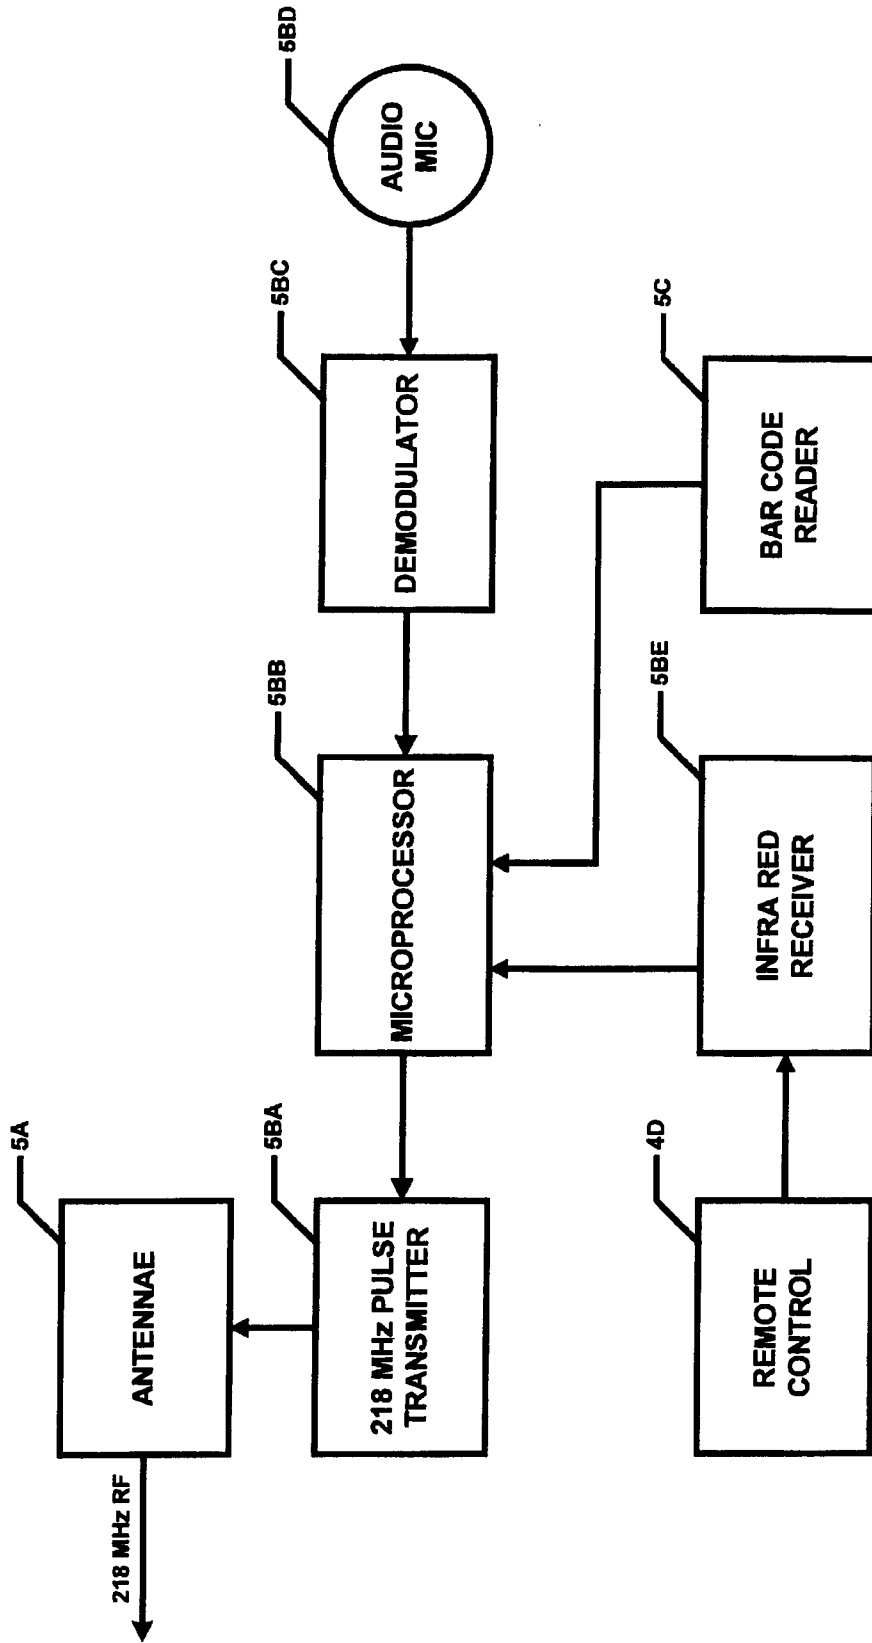 218 MHz RF
ANTENNAE
5A
218 MHz PULSE
TRANSMITTER
5BA
MICROPROCESSOR
5BB
DEMODULATOR
5BC
AUDIO
MIC
5BD
REMOTE
CONTROL
4D
INFRA RED
RECEIVER
5BE
BAR CODE
READER
5C